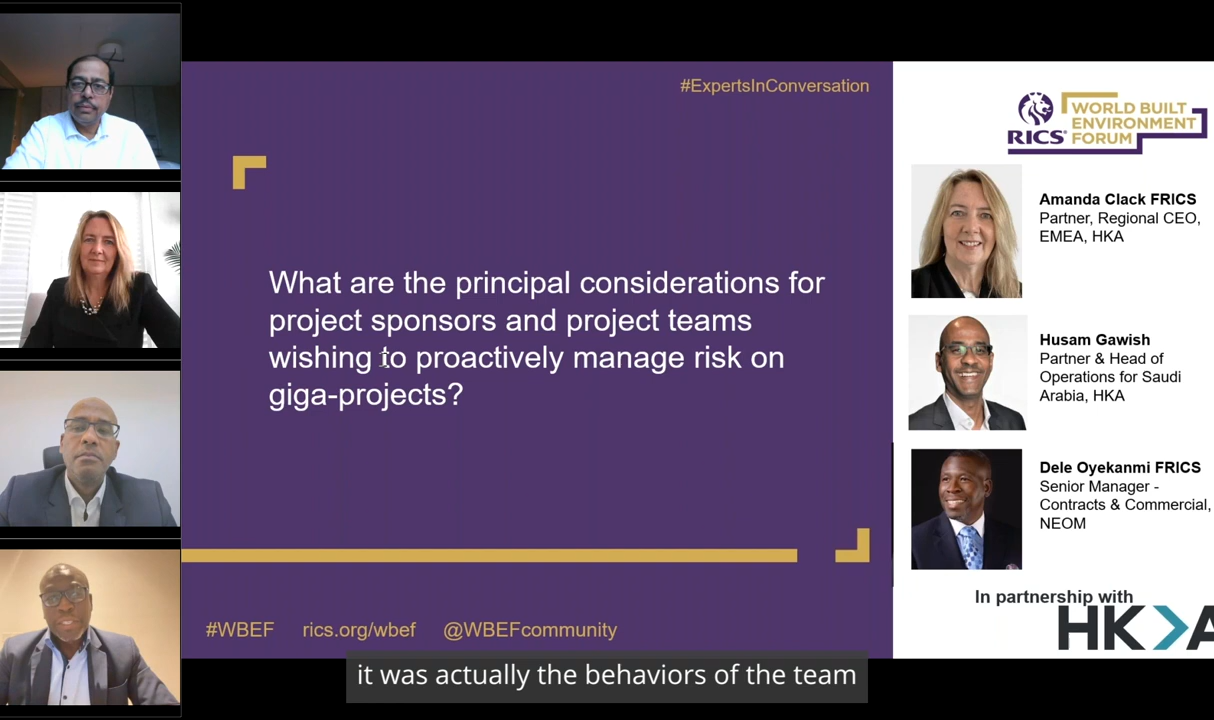 #ExpertsInConversation
What are the principal considerations for
project sponsors and project teams
wishing to proactively manage risk on
giga-projects?
#WBEF rics.org/wbef @WBEFcommunity
it was actually the behaviors of the team
RICS
WORLD BUILT
ENVIRONMENT
FORUM
Amanda Clack FRICS
Partner, Regional CEO,
EMEA, HKA
Husam Gawish
Partner & Head of
Operations for Saudi
Arabia, HKA
Dele Oyekanmi FRICS
Senior Manager -
Contracts & Commercial,
NEOM
In partnership with
HKA